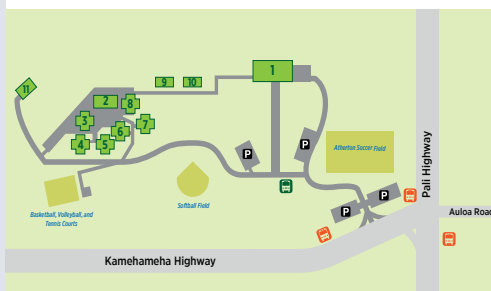 1
9
10
11
2
8
3
7
6
4
5
P
P
Atherton Soccer Field
Pali Highway
Basketball, Volleyball, and
Tennis Courts
Softball Field
P
P
Auloa Road
Kamehameha Highway